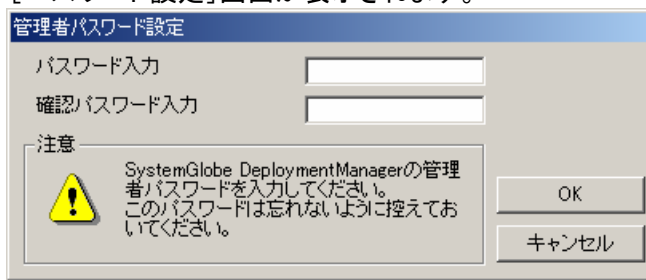 管理者パスワード設定
パスワード入力
確認パスワード入力
注意
SystemGlobe DeploymentManagerの管理
者パスワードを入力してください。
このパスワードは忘れないように控えてお
いてください。
OK
キャンセル